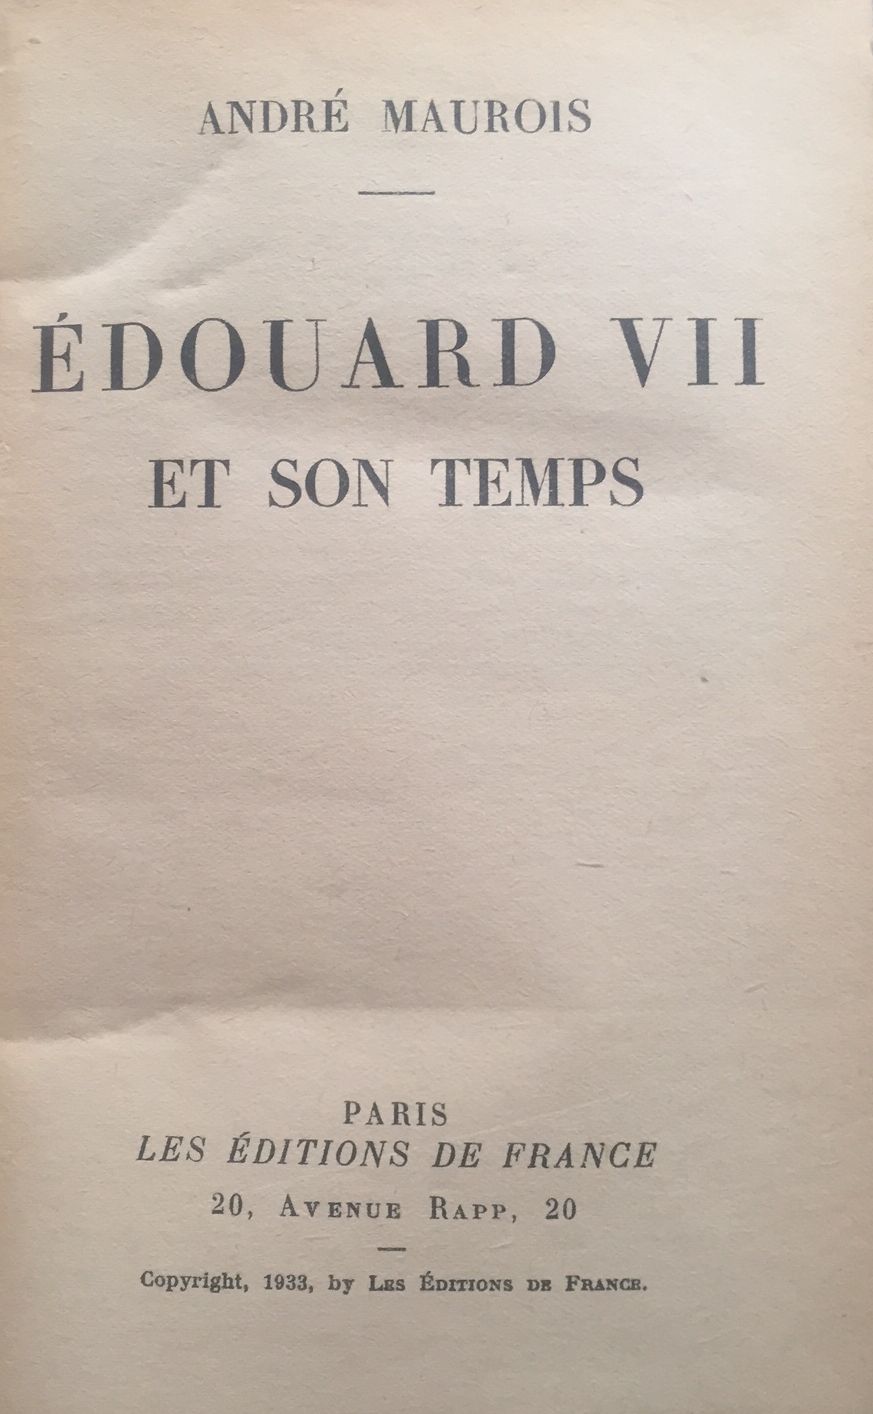 ANDRÉ MAUROIS
ÉDOUARD VII
ET SON TEMPS
PARIS
LES ÉDITIONS DE FRANCE
20, AVENUE RAPP, 20
Copyright, 1933, by LES ÉDITIONS DE FRANCE.